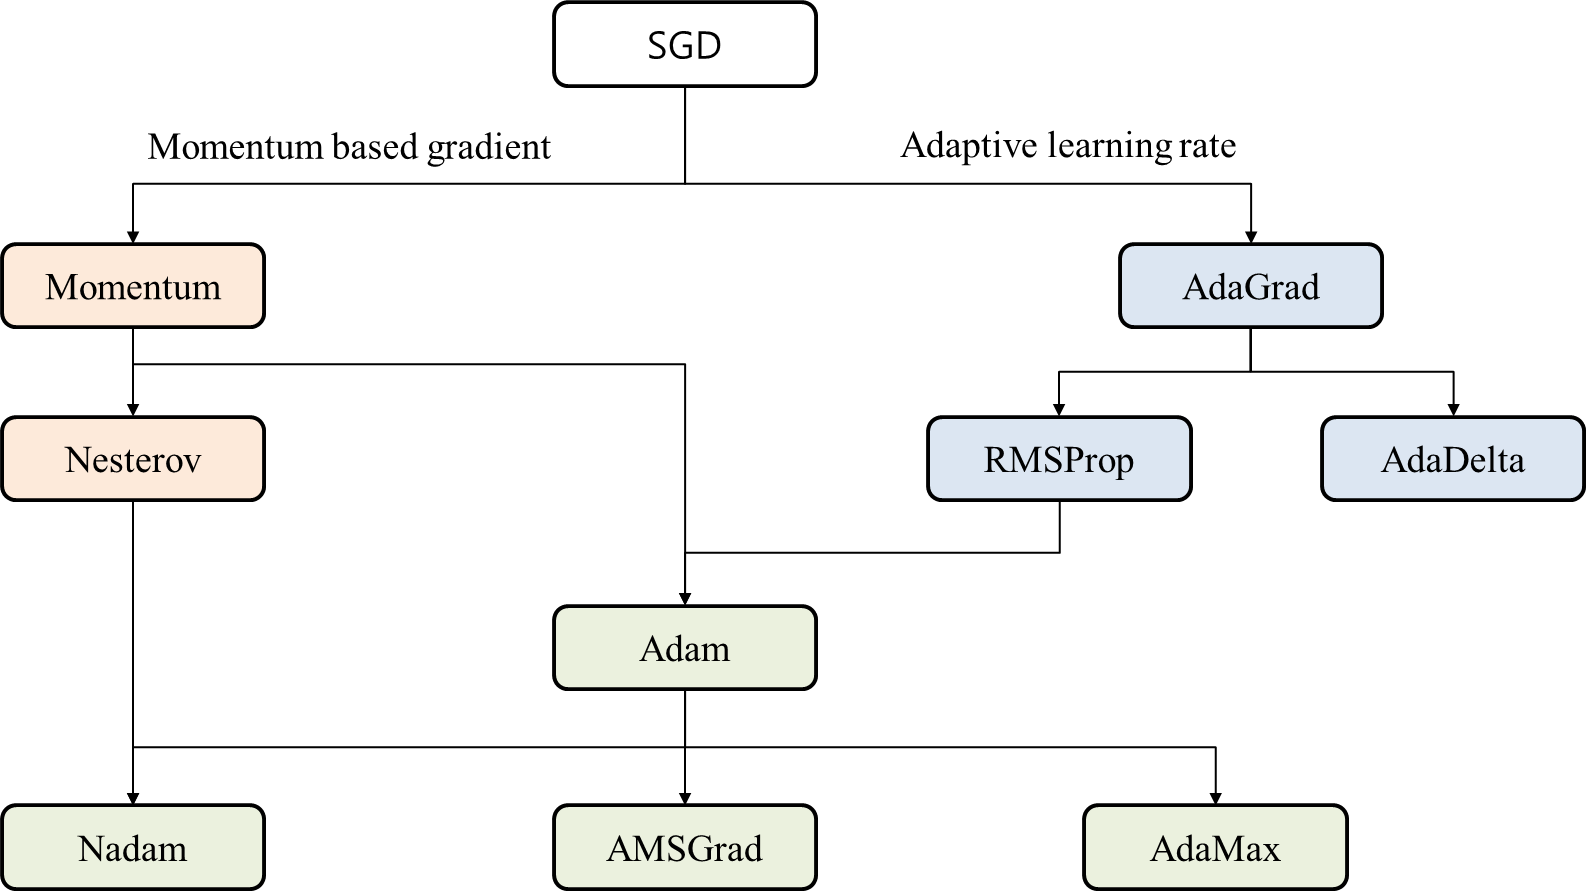 SGD
Momentum based gradient
Adaptive learning rate
Momentum
AdaGrad
Nesterov
RMSProp
AdaDelta
Adam
Nadam
AMSGrad
AdaMax